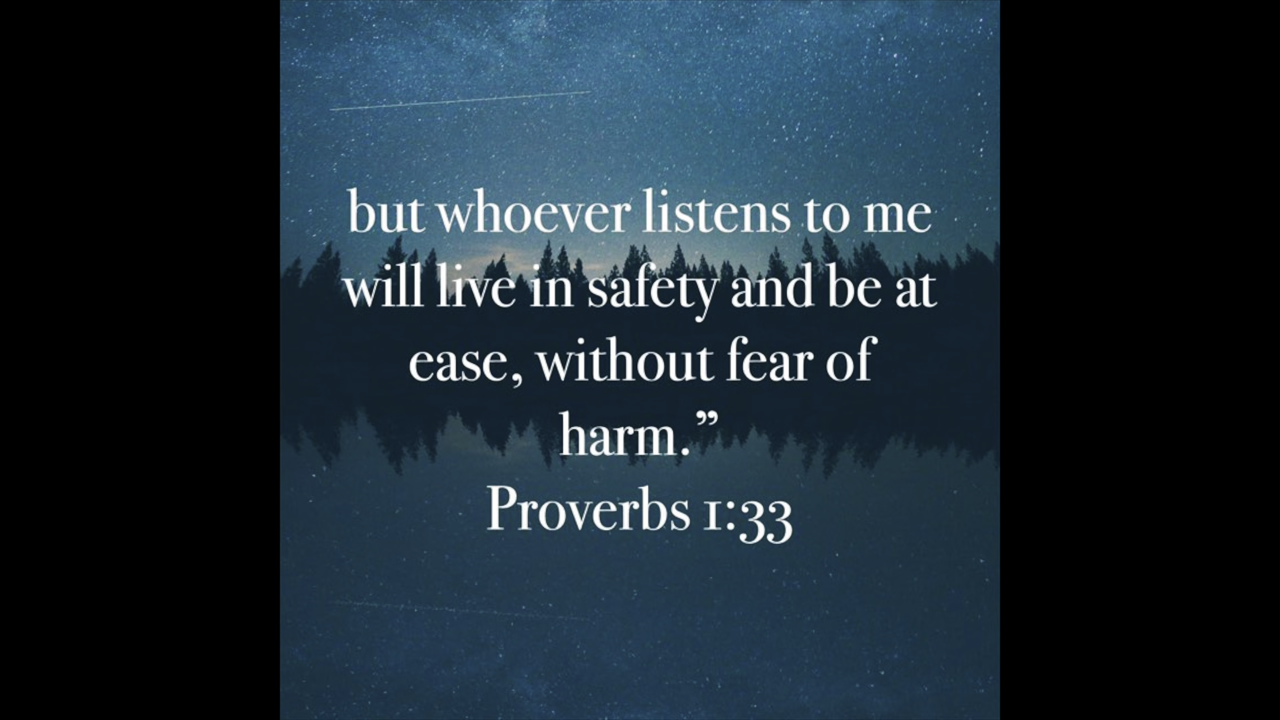 but whoever listens to me
will live in safety and be at
ease, without fear of
harm.”
Proverbs 1:33